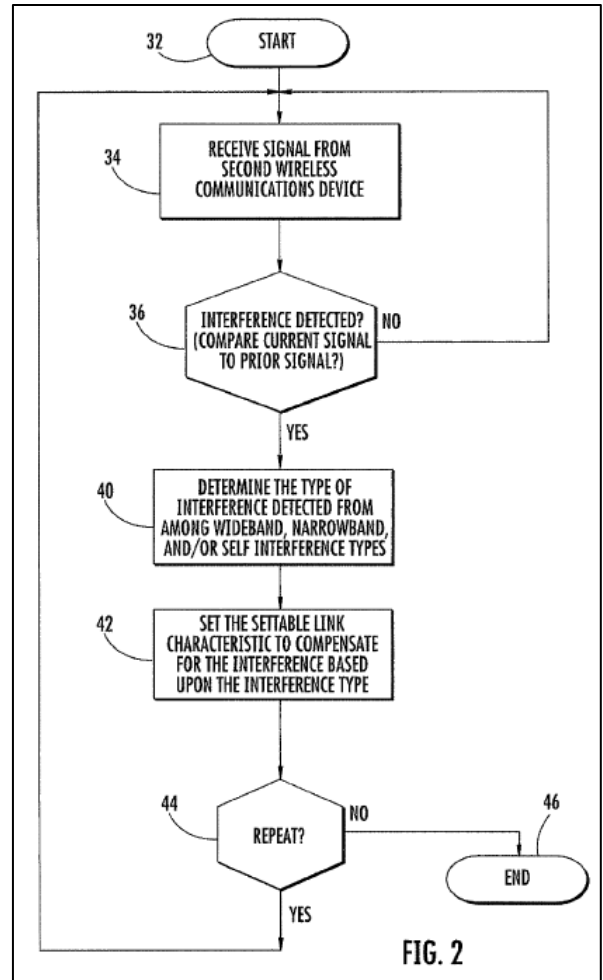 32
START
34
RECEIVE SIGNAL FROM
SECOND WIRELESS
COMMUNICATIONS DEVICE
36
INTERFERENCE DETECTED?
(COMPARE CURRENT SIGNAL
TO PRIOR SIGNAL?)
NO
YES
40
DETERMINE THE TYPE OF
INTERFERENCE DETECTED FROM
AMONG WIDEBAND, NARROWBAND,
AND/OR SELF INTERFERENCE TYPES
42
SET THE SETTABLE LINK
CHARACTERISTIC TO COMPENSATE
FOR THE INTERFERENCE BASED
UPON THE INTERFERENCE TYPE
44
REPEAT?
NO
46
END
YES
FIG. 2